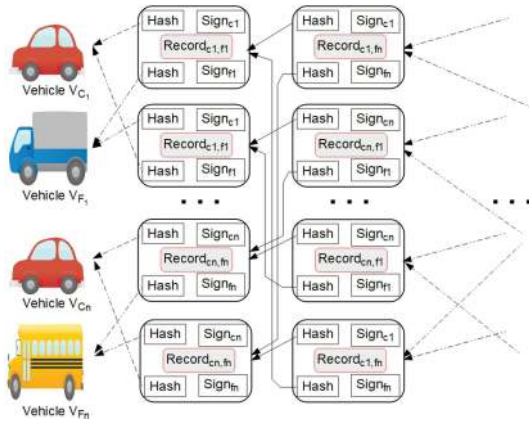 Hash Sign_c1
Record_c1,f1
Hash Sign_f1
Vehicle V_C1
Hash Sign_c1
Record_c1,fn
Hash Sign_fn
Hash Sign_c1
Record_c1,f1
Hash Sign_f1
Vehicle V_F1
Hash Sign_cn
Record_cn,f1
Hash Sign_f1
. . .
. . .
. . .
Hash Sign_cn
Record_cn,fn
Hash Sign_fn
Vehicle V_Cn
Hash Sign_cn
Record_cn,f1
Hash Sign_f1
Hash Sign_cn
Record_cn,fn
Hash Sign_fn
Vehicle V_Fn
Hash Sign_c1
Record_c1,fn
Hash Sign_fn